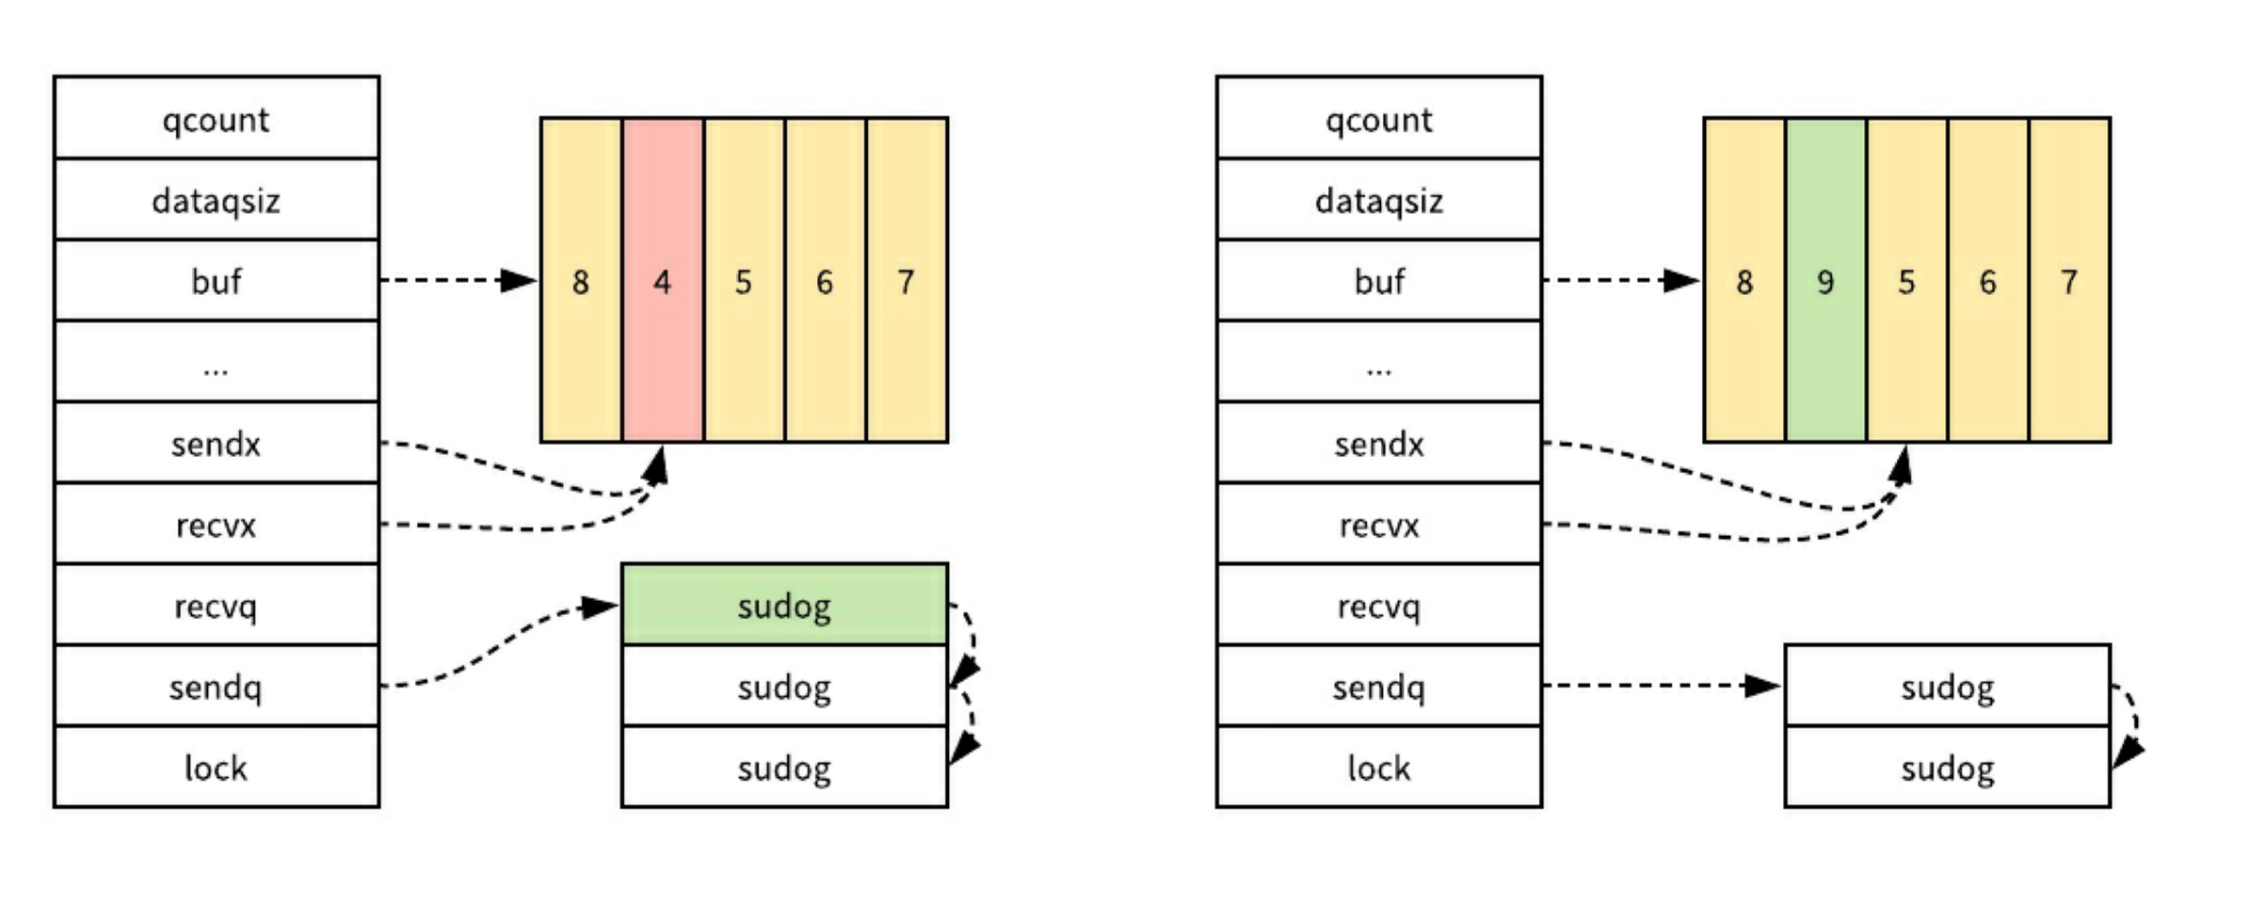 qcount
dataqsiz
buf
...
sendx
recvx
recvq
sendq
lock
8 4 5 6 7
sudog
sudog
sudog
qcount
dataqsiz
buf
...
sendx
recvx
recvq
sendq
lock
8 9 5 6 7
sudog
sudog